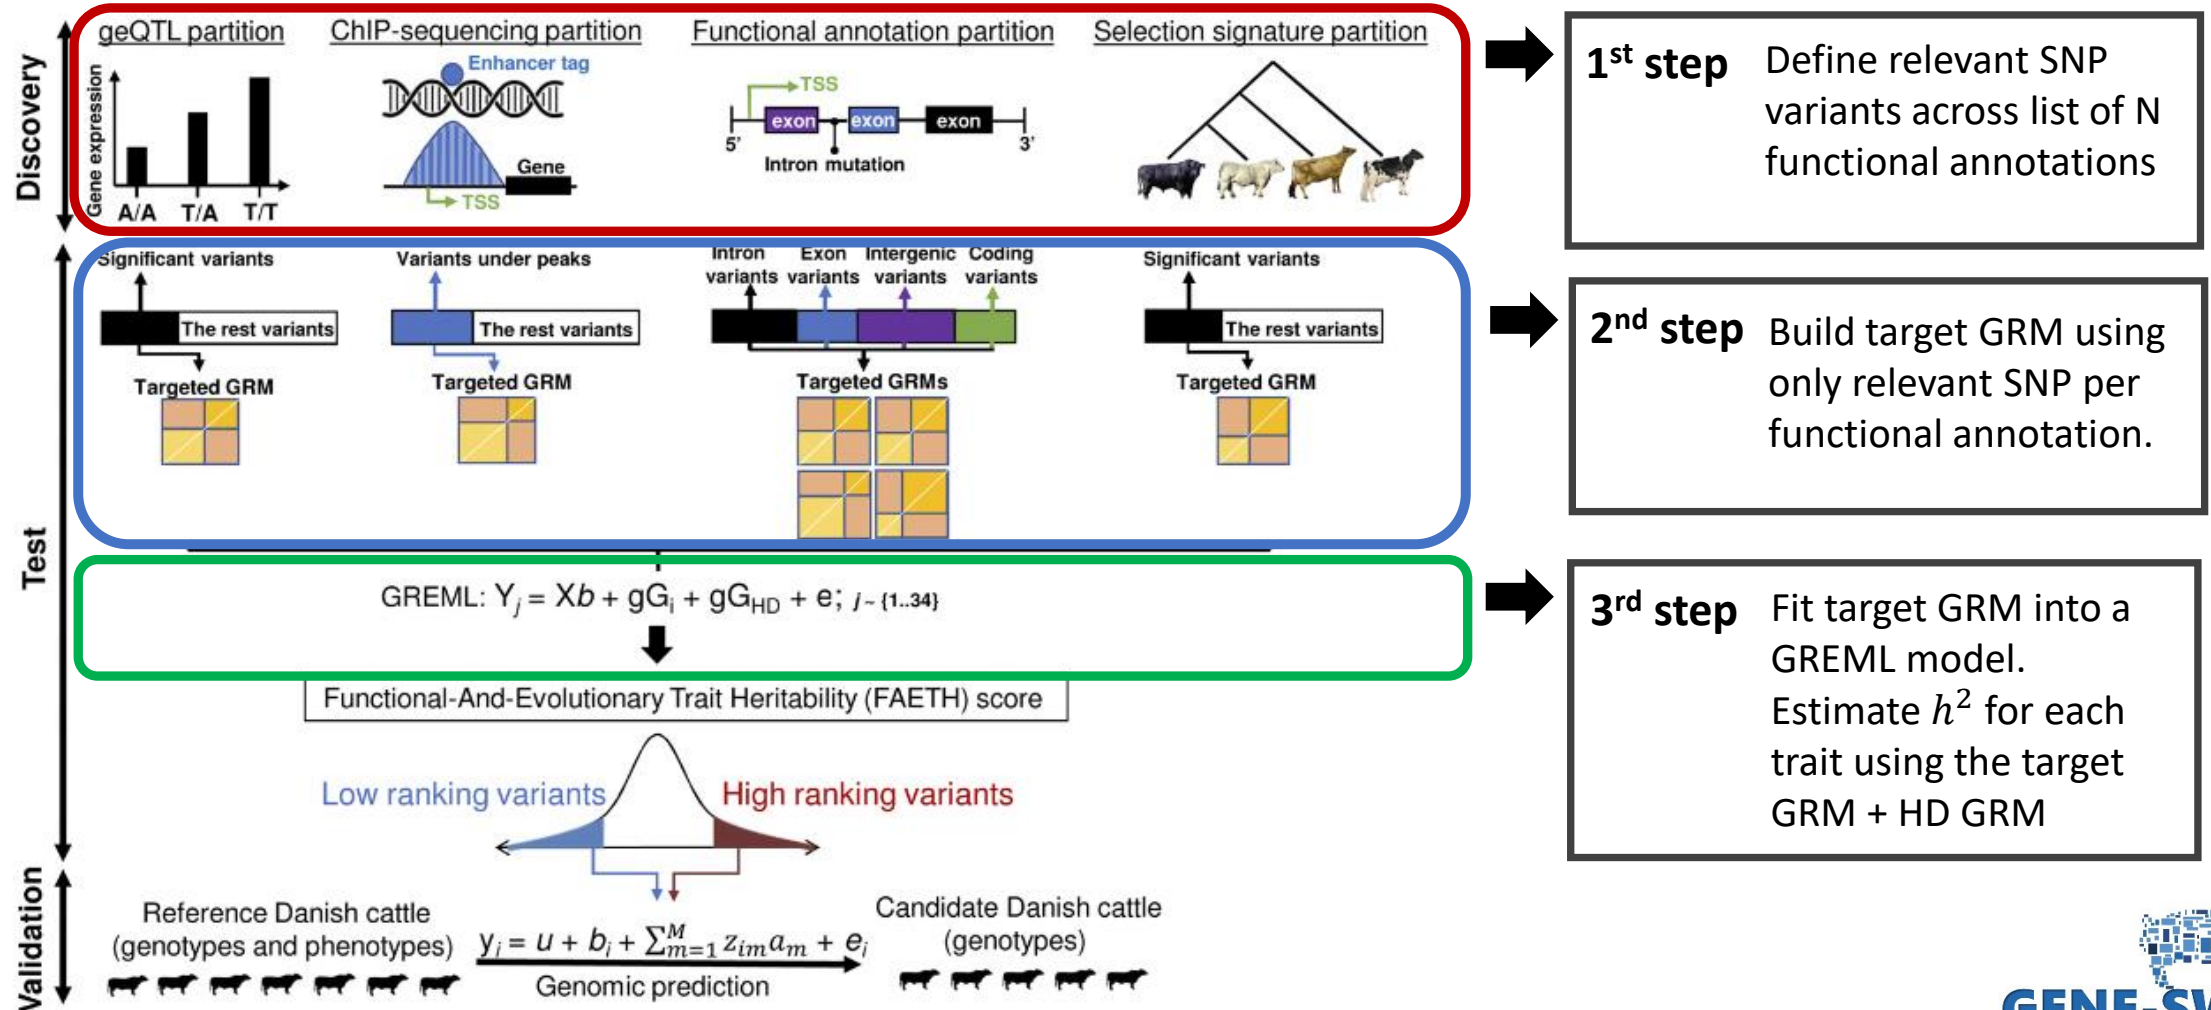 Discovery
geQTL partition
ChIP-sequencing partition
Functional annotation partition
Selection signature partition
Gene expression
A/A T/A T/T
Enhancer tag
Gene
TSS
TSS
exon exon exon
5' 3'
Intron mutation
1st step Define relevant SNP
variants across list of N
functional annotations
Test
Significant variants
The rest variants
Targeted GRM
Variants under peaks
The rest variants
Targeted GRM
Intron Exon Intergenic Coding
variants variants variants variants
Targeted GRMs
Significant variants
The rest variants
Targeted GRM
2nd step Build target GRM using
only relevant SNP per
functional annotation.
GREML: Yj = Xb + gGi + gGHD + e; j ~ {1..34}
3rd step Fit target GRM into a
GREML model.
Estimate h² for each
trait using the target
GRM + HD GRM
Functional-And-Evolutionary Trait Heritability (FAETH) score
Low ranking variants High ranking variants
Validation
Reference Danish cattle
(genotypes and phenotypes)
yi = u + bi + ∑_{m=1}^{M} zim am + ei
Genomic prediction
Candidate Danish cattle
(genotypes)